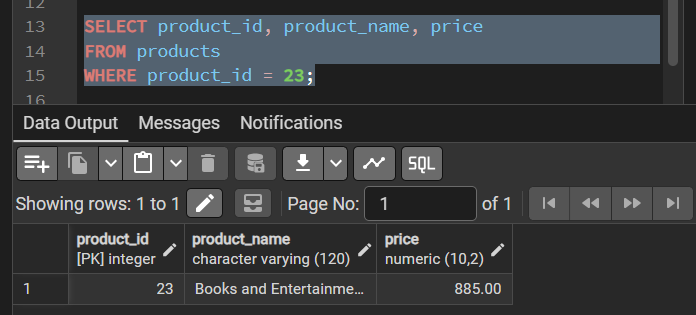 12
13 SELECT product_id, product_name, price
14 FROM products
15 WHERE product_id = 23;
16
Data Output Messages Notifications
SQL
Showing rows: 1 to 1 Page No: 1 of 1
product_id product_name price
[PK] integer character varying (120) numeric (10,2)
1 23 Books and Entertainme… 885.00